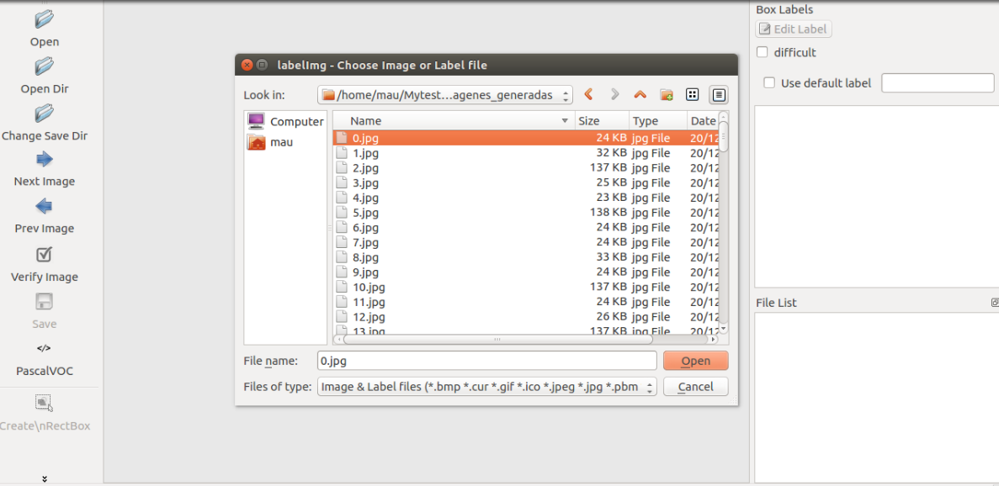 Open
Open Dir
Change Save Dir
Next Image
Prev Image
Verify Image
Save
</>
PascalVOC
Create\nRectBox
labelImg - Choose Image or Label file
Look in: /home/mau/Mytest...agenes_generadas
Computer
mau
Name Size Type Date
0.jpg 24 KB jpg File 20/12
1.jpg 32 KB jpg File 20/12
2.jpg 137 KB jpg File 20/12
3.jpg 25 KB jpg File 20/12
4.jpg 23 KB jpg File 20/12
5.jpg 138 KB jpg File 20/12
6.jpg 24 KB jpg File 20/12
7.jpg 24 KB jpg File 20/12
8.jpg 33 KB jpg File 20/12
9.jpg 24 KB jpg File 20/12
10.jpg 137 KB jpg File 20/12
11.jpg 24 KB jpg File 20/12
12.jpg 26 KB jpg File 20/12
13.jpg 137 KB jpg File 20/12
File name: 0.jpg Open
Files of type: Image & Label files (*.bmp *.cur *.gif *.ico *.jpeg *.jpg *.pbm Cancel
Box Labels
Edit Label
difficult
Use default label
File List